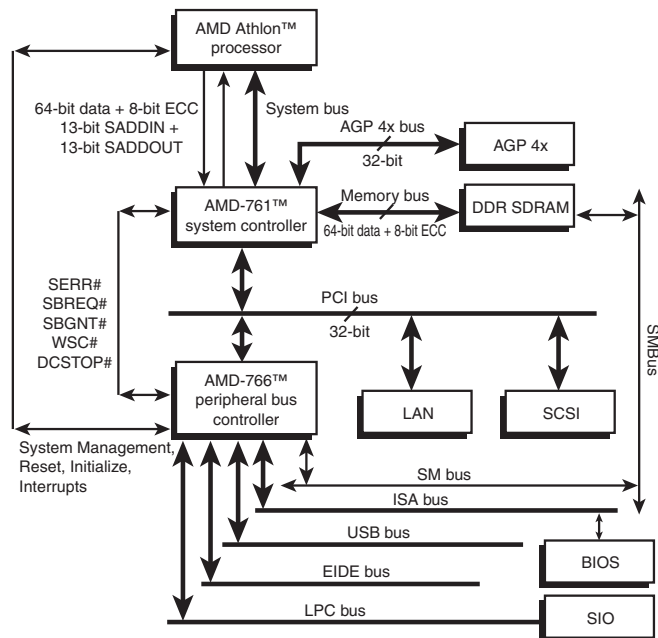 AMD Athlon™
processor
64-bit data + 8-bit ECC
13-bit SADDIN +
13-bit SADDOUT
System bus
AGP 4x bus
32-bit
AGP 4x
AMD-761™
system controller
Memory bus
64-bit data + 8-bit ECC
DDR SDRAM
SERR#
SBREQ#
SBGNT#
WSC#
DCSTOP#
PCI bus
32-bit
SMBus
AMD-766™
peripheral bus
controller
LAN
SCSI
System Management,
Reset, Initialize,
Interrupts
SM bus
ISA bus
USB bus
BIOS
EIDE bus
LPC bus
SIO